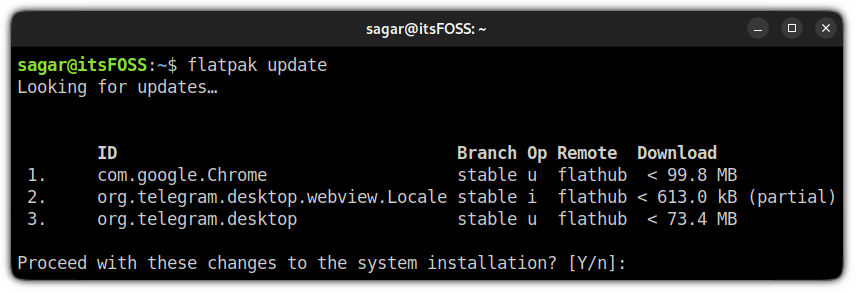 sagar@itsFOSS: ~
sagar@itsFOSS:~$ flatpak update
Looking for updates…
ID Branch Op Remote Download
1. com.google.Chrome stable u flathub < 99.8 MB
2. org.telegram.desktop.webview.Locale stable i flathub < 613.0 kB (partial)
3. org.telegram.desktop stable u flathub < 73.4 MB
Proceed with these changes to the system installation? [Y/n]: